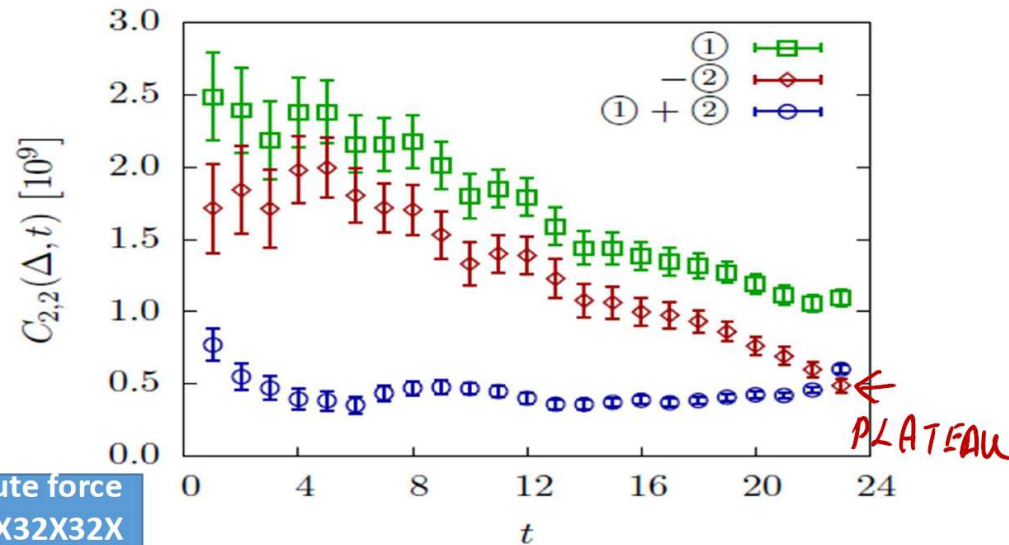 3.0
2.5
2.0
1.5
1.0
0.5
0.0
C₂,₂(Δ, t) [10⁹]
①
−②
① + ②
PLATEAU
0 4 8 12 16 20 24
t
ute force
X32X32X